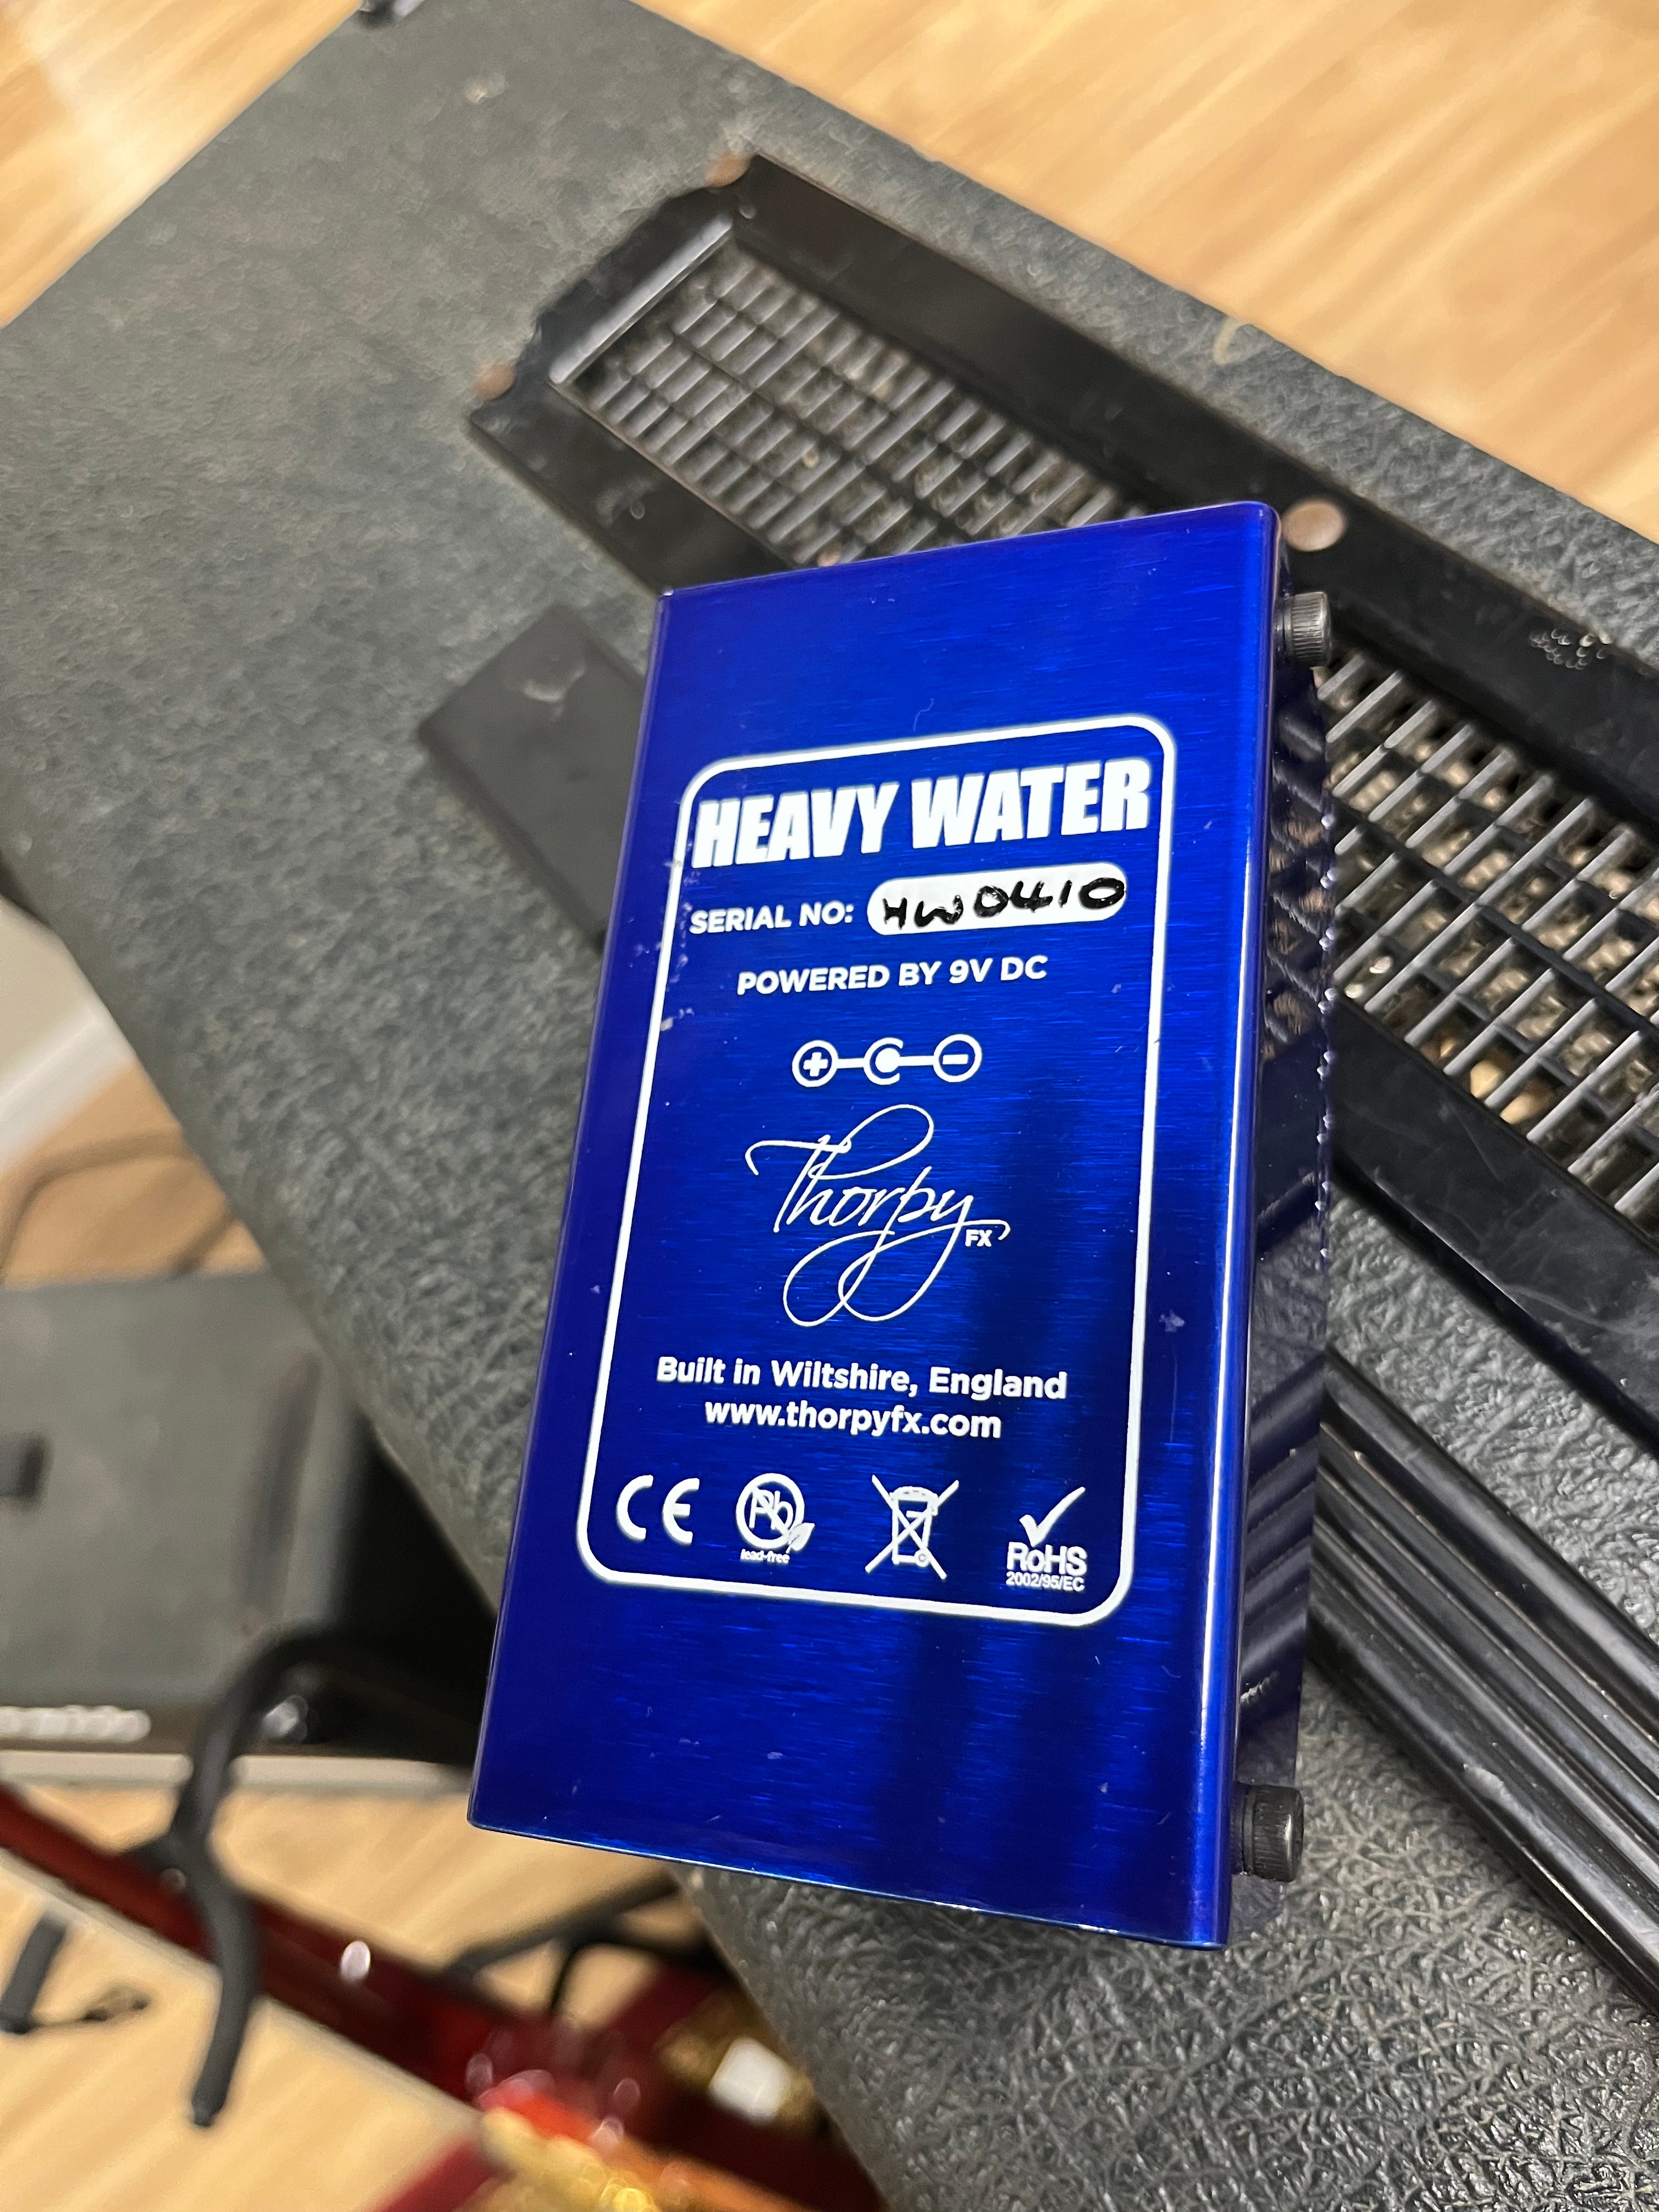 HEAVY WATER
SERIAL NO: HW0410
POWERED BY 9V DC
Thorpy FX
Built in Wiltshire, England
www.thorpyfx.com
CE Pb lead-free RoHS 2002/95/EC